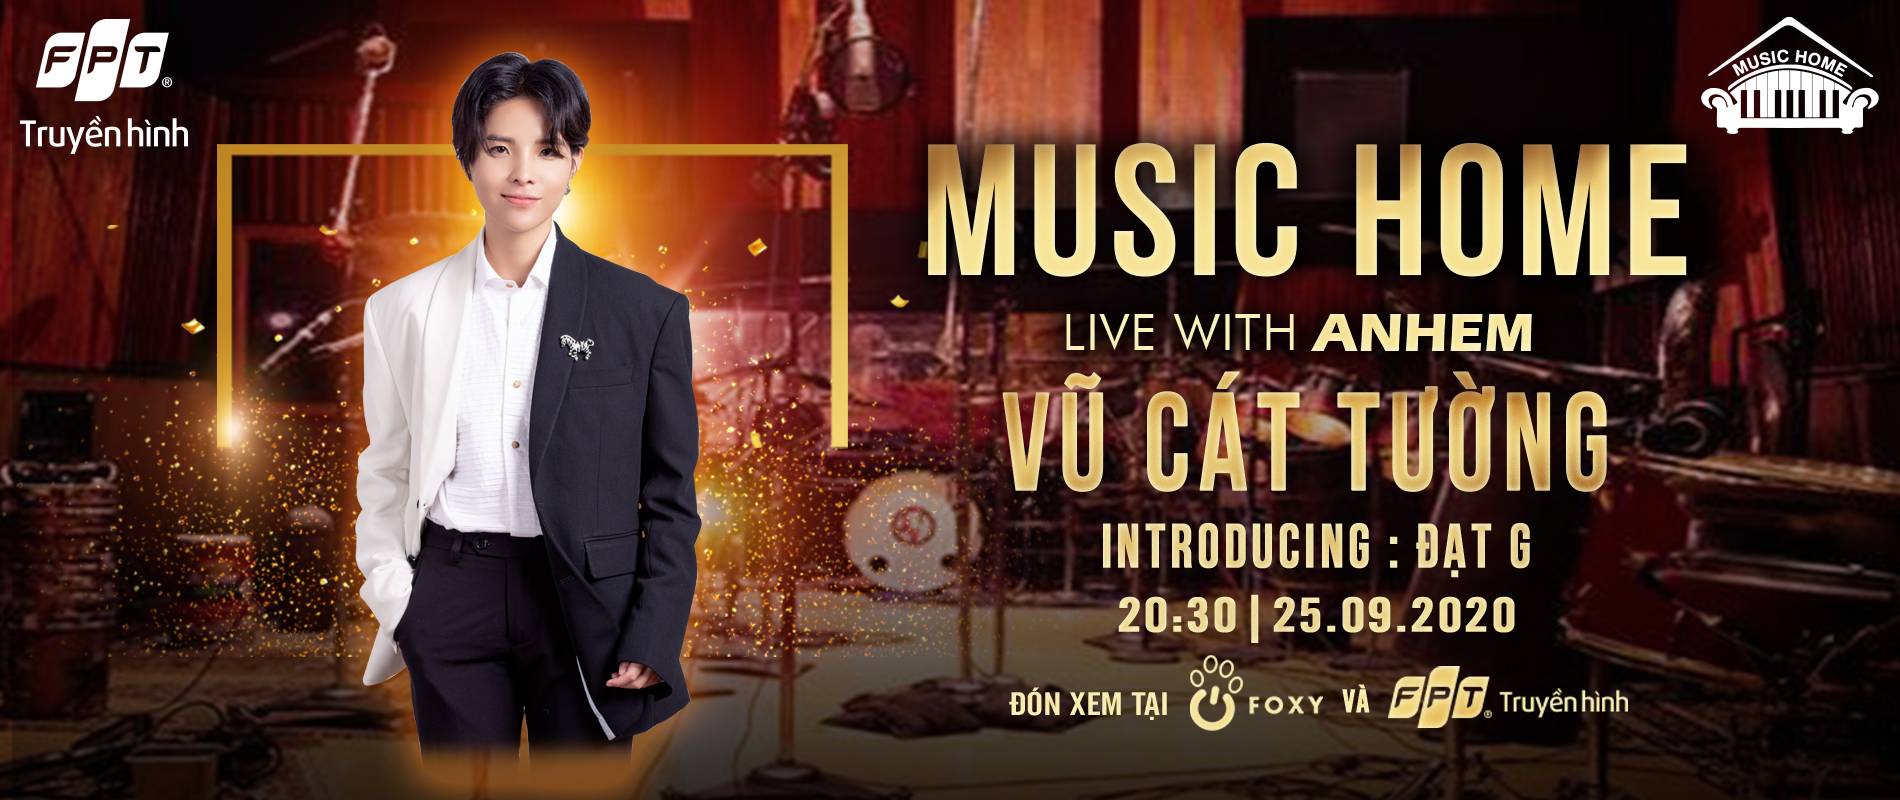 FPT®
Truyền hình
MUSIC HOME
MUSIC HOME
LIVE WITH ANHEM
VŨ CÁT TƯỜNG
INTRODUCING : ĐẠT G
20:30 | 25.09.2020
ĐÓN XEM TẠI FOXY VÀ FPT® Truyền hình